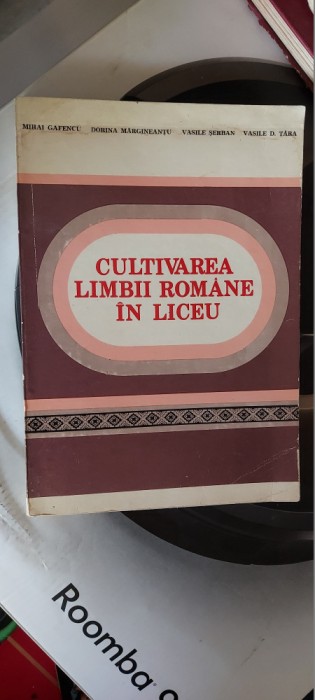 MIHAI GAFENCU DORINA MĂRGINEANȚU VASILE ȘERBAN VASILE D. ȚÂRA
CULTIVAREA
LIMBII ROMÂNE
ÎN LICEU
Roomba